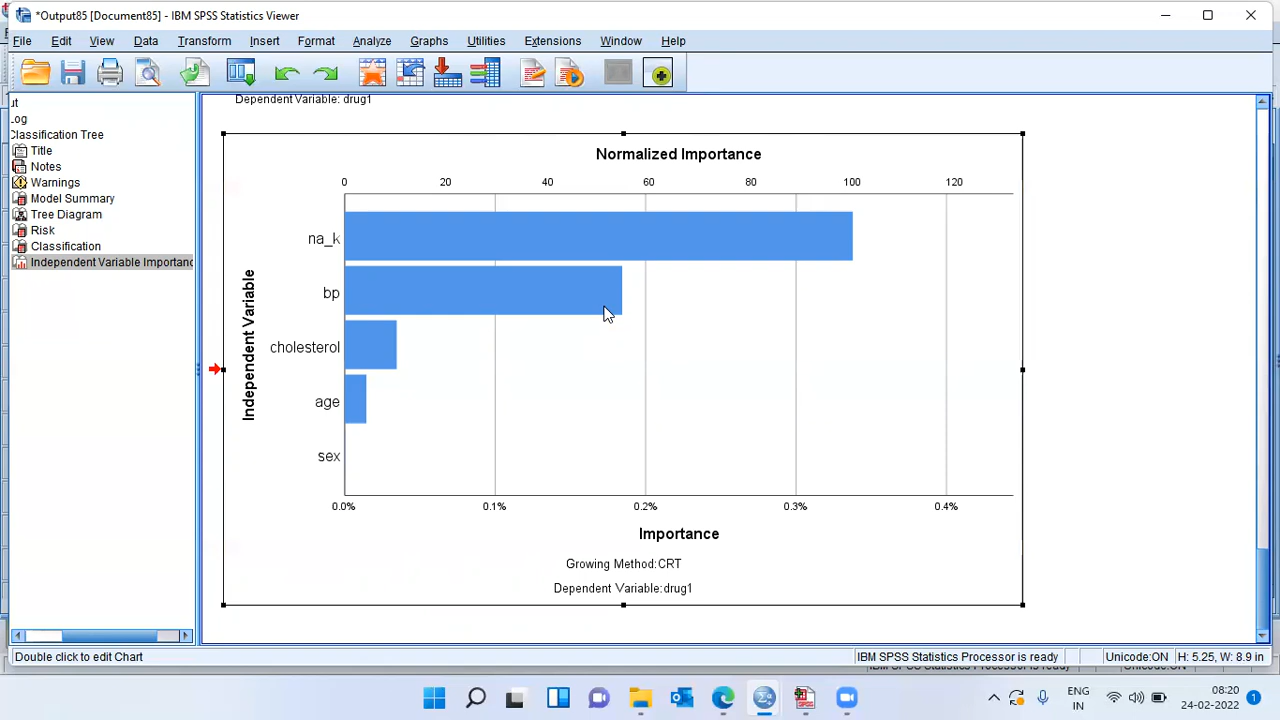 *Output85 [Document85] - IBM SPSS Statistics Viewer
File Edit View Data Transform Insert Format Analyze Graphs Utilities Extensions Window Help
ut
Log
Classification Tree
Title
Notes
Warnings
Model Summary
Tree Diagram
Risk
Classification
Independent Variable Importanc
Dependent Variable: drug1
Normalized Importance
0 20 40 60 80 100 120
Independent Variable
na_k
bp
cholesterol
age
sex
0.0% 0.1% 0.2% 0.3% 0.4%
Importance
Growing Method:CRT
Dependent Variable:drug1
Double click to edit Chart
IBM SPSS Statistics Processor is ready Unicode:ON H: 5.25, W: 8.9 in
SPSS
ENG
IN
08:20
24-02-2022
1